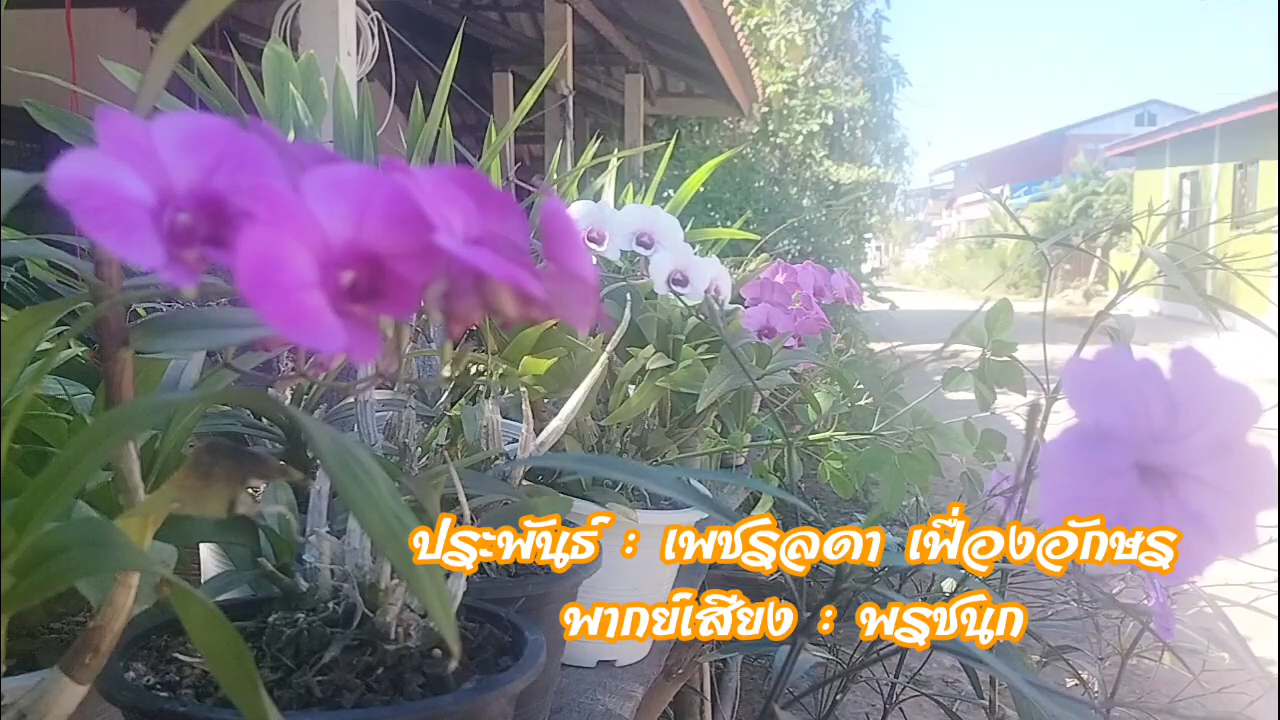 ประพันธ์ : เพชรลดา เฟื่องอักษร
พากย์เสียง : พรชนก